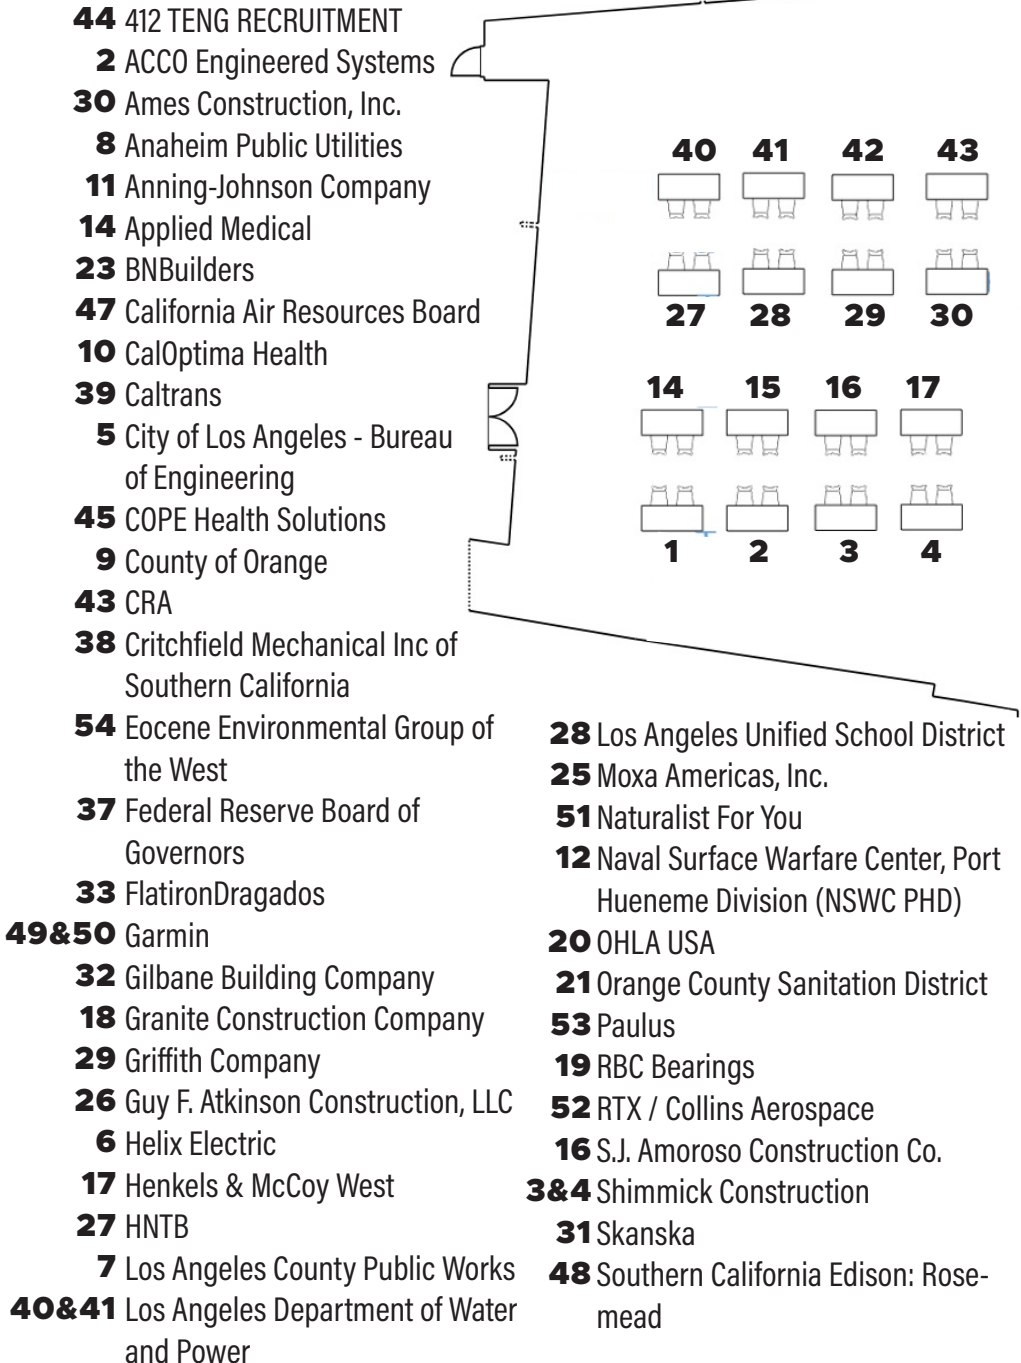 44 412 TENG RECRUITMENT
2 ACCO Engineered Systems
30 Ames Construction, Inc.
8 Anaheim Public Utilities
11 Anning-Johnson Company
14 Applied Medical
23 BNBuilders
47 California Air Resources Board
10 CalOptima Health
39 Caltrans
5 City of Los Angeles - Bureau
of Engineering
45 COPE Health Solutions
9 County of Orange
43 CRA
38 Critchfield Mechanical Inc of
Southern California
54 Eocene Environmental Group of
the West
37 Federal Reserve Board of
Governors
33 FlatironDragados
49&50 Garmin
32 Gilbane Building Company
18 Granite Construction Company
29 Griffith Company
26 Guy F. Atkinson Construction, LLC
6 Helix Electric
17 Henkels & McCoy West
27 HNTB
7 Los Angeles County Public Works
40&41 Los Angeles Department of Water
and Power
40 41 42 43
27 28 29 30
14 15 16 17
1 2 3 4
28 Los Angeles Unified School District
25 Moxa Americas, Inc.
51 Naturalist For You
12 Naval Surface Warfare Center, Port
Hueneme Division (NSWC PHD)
20 OHLA USA
21 Orange County Sanitation District
53 Paulus
19 RBC Bearings
52 RTX / Collins Aerospace
16 S.J. Amoroso Construction Co.
3&4 Shimmick Construction
31 Skanska
48 Southern California Edison: Rose-
mead